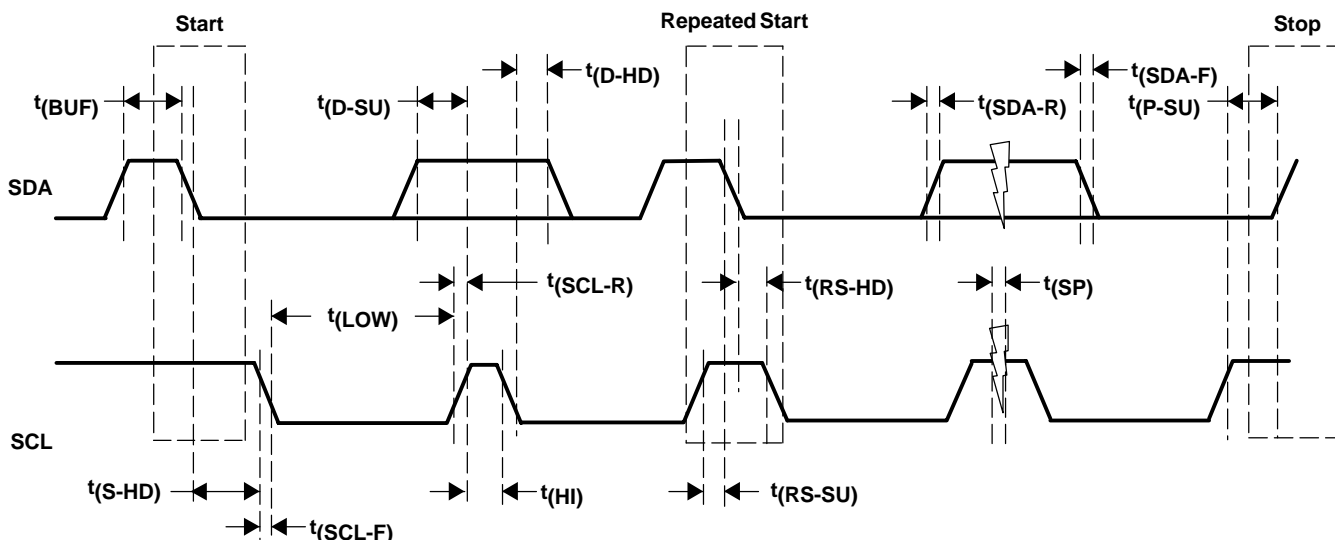 Start
Repeated Start
Stop
t(BUF)
t(D-SU)
t(D-HD)
t(SDA-R)
t(SDA-F)
t(P-SU)
SDA
t(LOW)
t(SCL-R)
t(RS-HD)
t(SP)
SCL
t(S-HD)
t(SCL-F)
t(HI)
t(RS-SU)